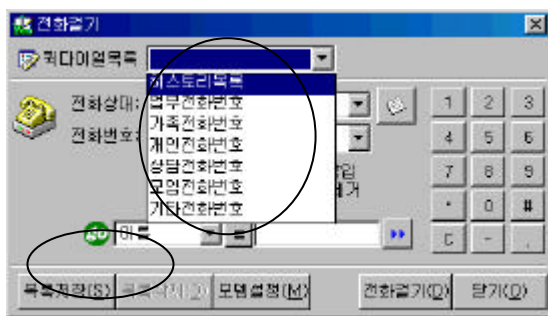 전화걸기
퀵다이얼목록
히스토리목록
전화상대: 업무전화번호 1 2 3
가족전화번호
전화번호: 개인전화번호 4 5 6
상담전화번호 7 8 9
모임전화번호
기타전화번호 * 0 #
이름 = C - ,
목록저장(S) 목록삭제(D) 모뎀설정(M) 전화걸기(D) 닫기(O)